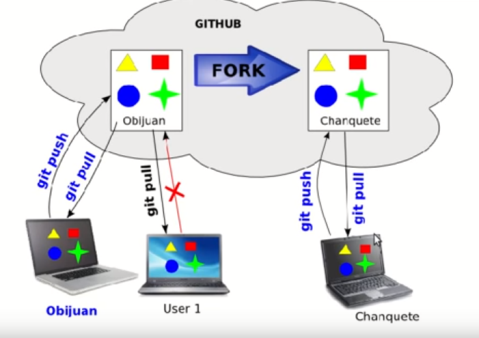 GITHUB
FORK
Obijuan
Chanquete
git push
git pull
git pull
git push
git pull
Obijuan
User 1
Chanquete